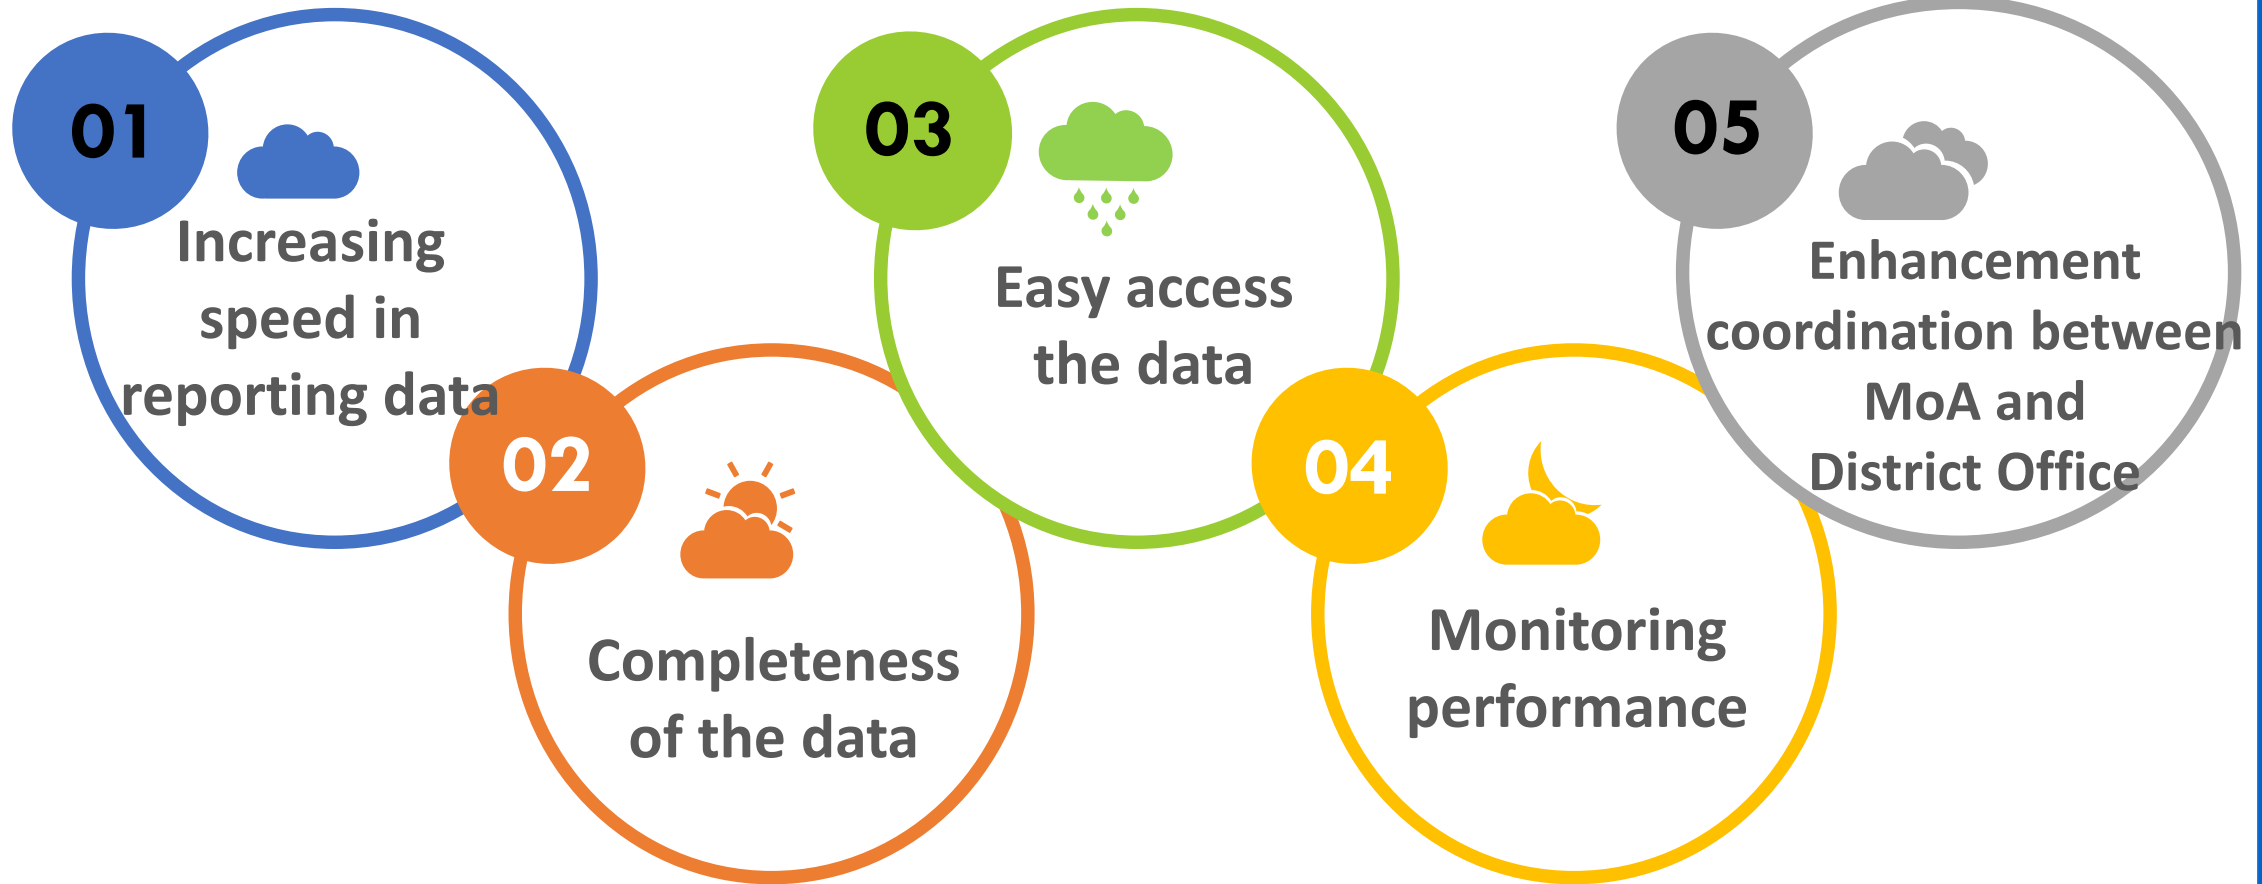 01
Increasing
speed in
reporting data
02
Completeness
of the data
03
Easy access
the data
04
Monitoring
performance
05
Enhancement
coordination between
MoA and
District Office